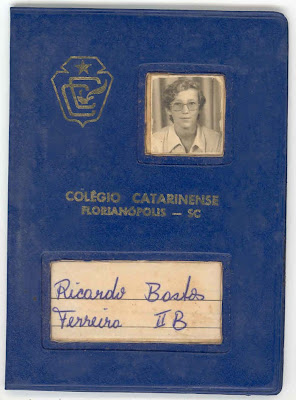 COLÉGIO CATARINENSE
FLORIANÓPOLIS — SC
Ricardo Bastos
Ferreira II B